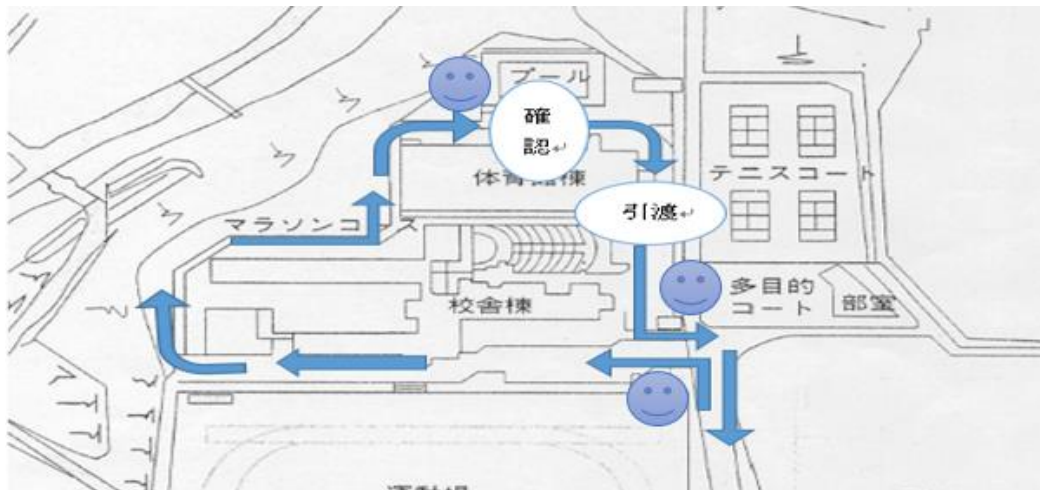 プール
確
認
体育館棟
テニスコート
引渡
マラソンコース
多目的
コート
部室
校舎棟
運動場